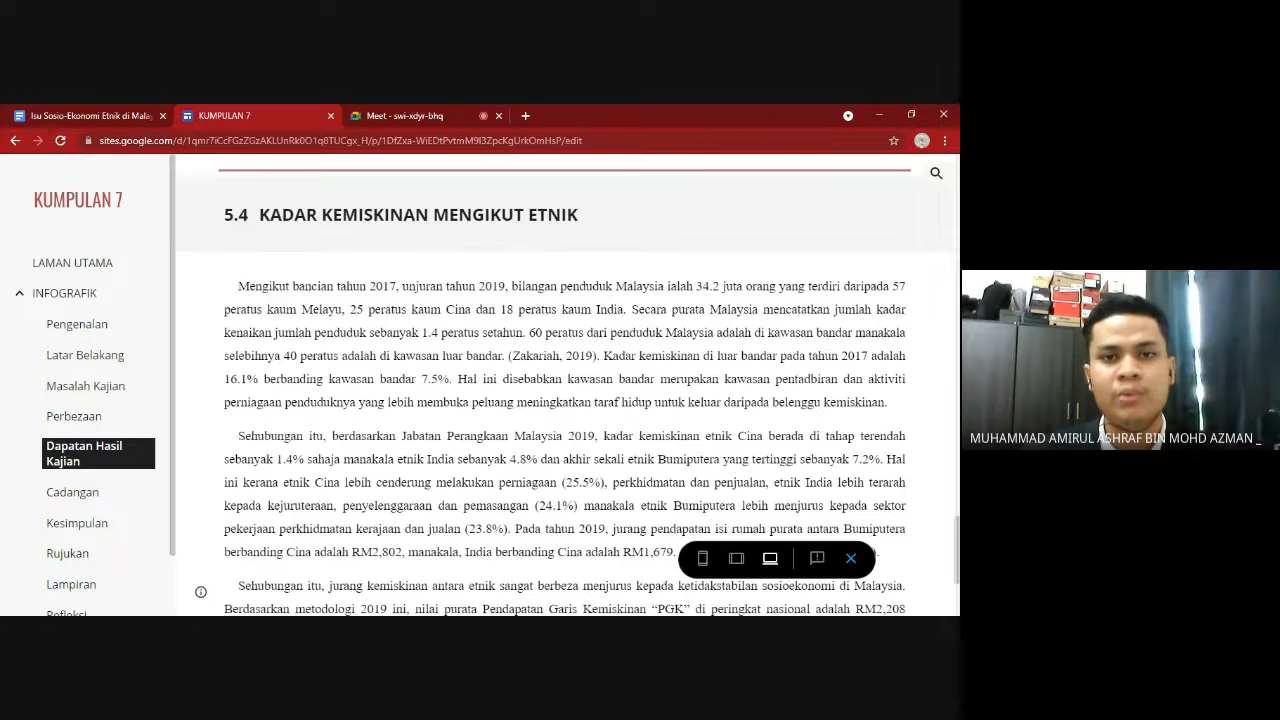 Isu Sosio-Ekonomi Etnik di Mala
KUMPULAN 7
Meet - swi-xdyr-bhq
KUMPULAN 7
LAMAN UTAMA
INFOGRAFIK
Pengenalan
Latar Belakang
Masalah Kajian
Perbezaan
Dapatan Hasil
Kajian
Cadangan
Kesimpulan
Rujukan
Lampiran
Refleksi
5.4 KADAR KEMISKINAN MENGIKUT ETNIK
Mengikut bancian tahun 2017, unjuran tahun 2019, bilangan penduduk Malaysia ialah 34.2 juta orang yang terdiri daripada 57
peratus kaum Melayu, 25 peratus kaum Cina dan 18 peratus kaum India. Secara purata Malaysia mencatatkan jumlah kadar
kenaikan jumlah penduduk sebanyak 1.4 peratus setahun. 60 peratus dari penduduk Malaysia adalah di kawasan bandar manakala
selebihnya 40 peratus adalah di kawasan luar bandar. (Zakariah, 2019). Kadar kemiskinan di luar bandar pada tahun 2017 adalah
16.1% berbanding kawasan bandar 7.5%. Hal ini disebabkan kawasan bandar merupakan kawasan pentadbiran dan aktiviti
perniagaan penduduknya yang lebih membuka peluang meningkatkan taraf hidup untuk keluar daripada belenggu kemiskinan.
Sehubungan itu, berdasarkan Jabatan Perangkaan Malaysia 2019, kadar kemiskinan etnik Cina berada di tahap terendah
sebanyak 1.4% sahaja manakala etnik India sebanyak 4.8% dan akhir sekali etnik Bumiputera yang tertinggi sebanyak 7.2%. Hal
ini kerana etnik Cina lebih cenderung melakukan perniagaan (25.5%), perkhidmatan dan penjualan, etnik India lebih terarah
kepada kejuruteraan, penyelenggaraan dan pemasangan (24.1%) manakala etnik Bumiputera lebih menjurus kepada sektor
pekerjaan perkhidmatan kerajaan dan jualan (23.8%). Pada tahun 2019, jurang pendapatan isi rumah purata antara Bumiputera
berbanding Cina adalah RM2,802, manakala, India berbanding Cina adalah RM1,679.
Sehubungan itu, jurang kemiskinan antara etnik sangat berbeza menjurus kepada ketidakstabilan sosioekonomi di Malaysia.
Berdasarkan metodologi 2019 ini, nilai purata Pendapatan Garis Kemiskinan “PGK” di peringkat nasional adalah RM2,208
MUHAMMAD AMIRUL ASHRAF BIN MOHD AZMAN _